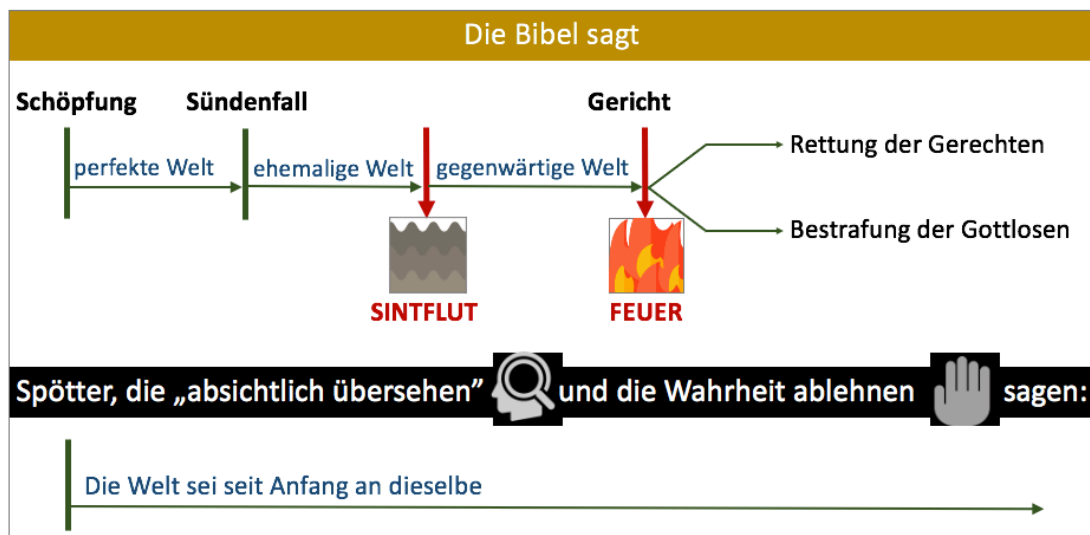 Die Bibel sagt
Schöpfung Sündenfall Gericht
perfekte Welt ehemalige Welt gegenwärtige Welt
Rettung der Gerechten
Bestrafung der Gottlosen
SINTFLUT FEUER
Spötter, die „absichtlich übersehen” und die Wahrheit ablehnen sagen:
Die Welt sei seit Anfang an dieselbe